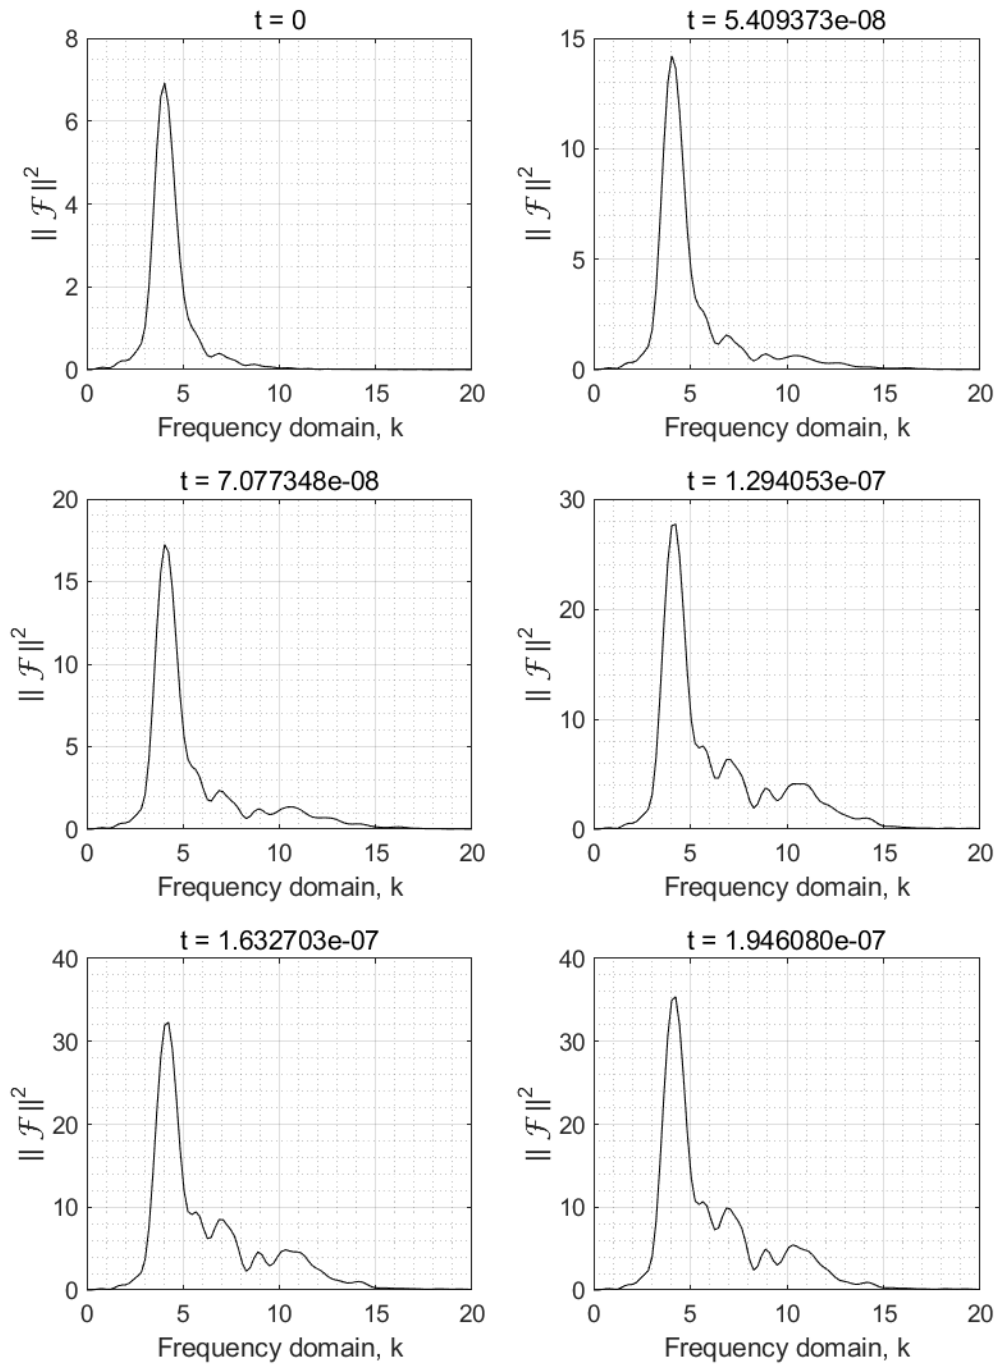 t = 0
8
6
4
2
0
|| ℱ ||²
0 5 10 15 20
Frequency domain, k
t = 5.409373e-08
15
10
5
0
|| ℱ ||²
0 5 10 15 20
Frequency domain, k
t = 7.077348e-08
20
15
10
5
0
|| ℱ ||²
0 5 10 15 20
Frequency domain, k
t = 1.294053e-07
30
20
10
0
|| ℱ ||²
0 5 10 15 20
Frequency domain, k
t = 1.632703e-07
40
30
20
10
0
|| ℱ ||²
0 5 10 15 20
Frequency domain, k
t = 1.946080e-07
40
30
20
10
0
|| ℱ ||²
0 5 10 15 20
Frequency domain, k